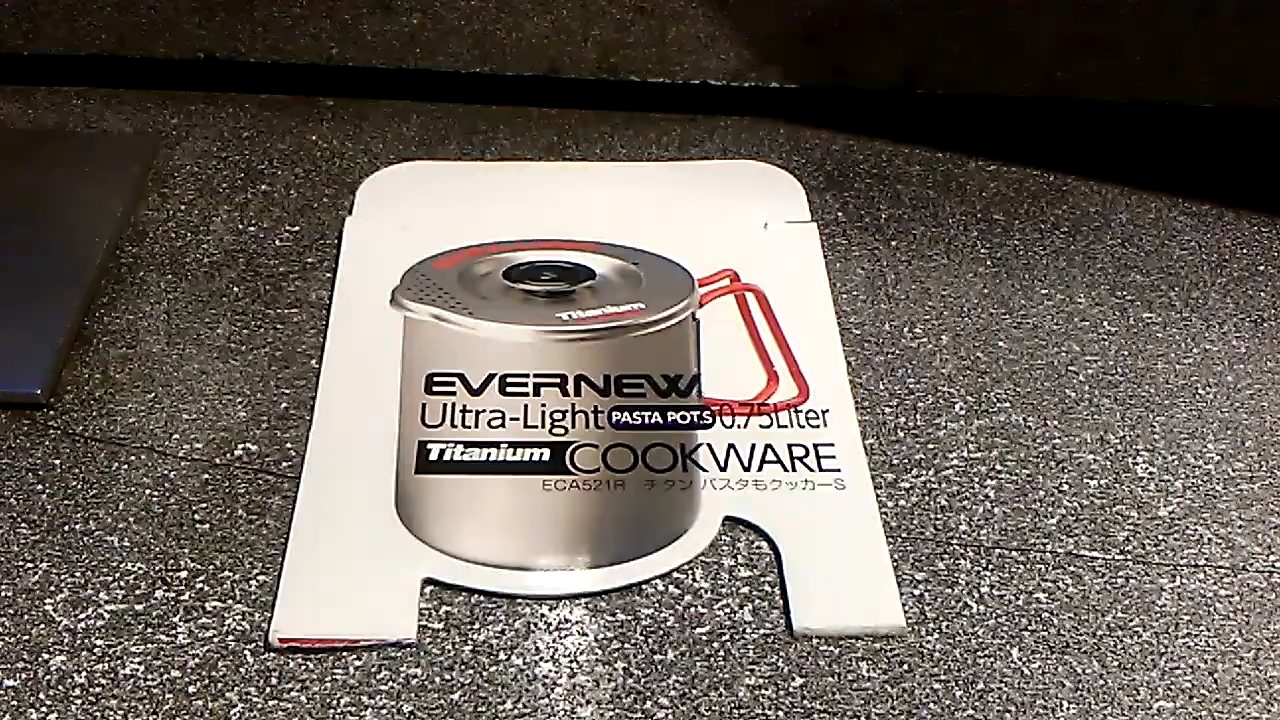 Titanium
EVERNEW
Ultra-Light PASTA POTS 0.75Liter
Titanium COOKWARE
ECA521R チタン パスタもクッカーS